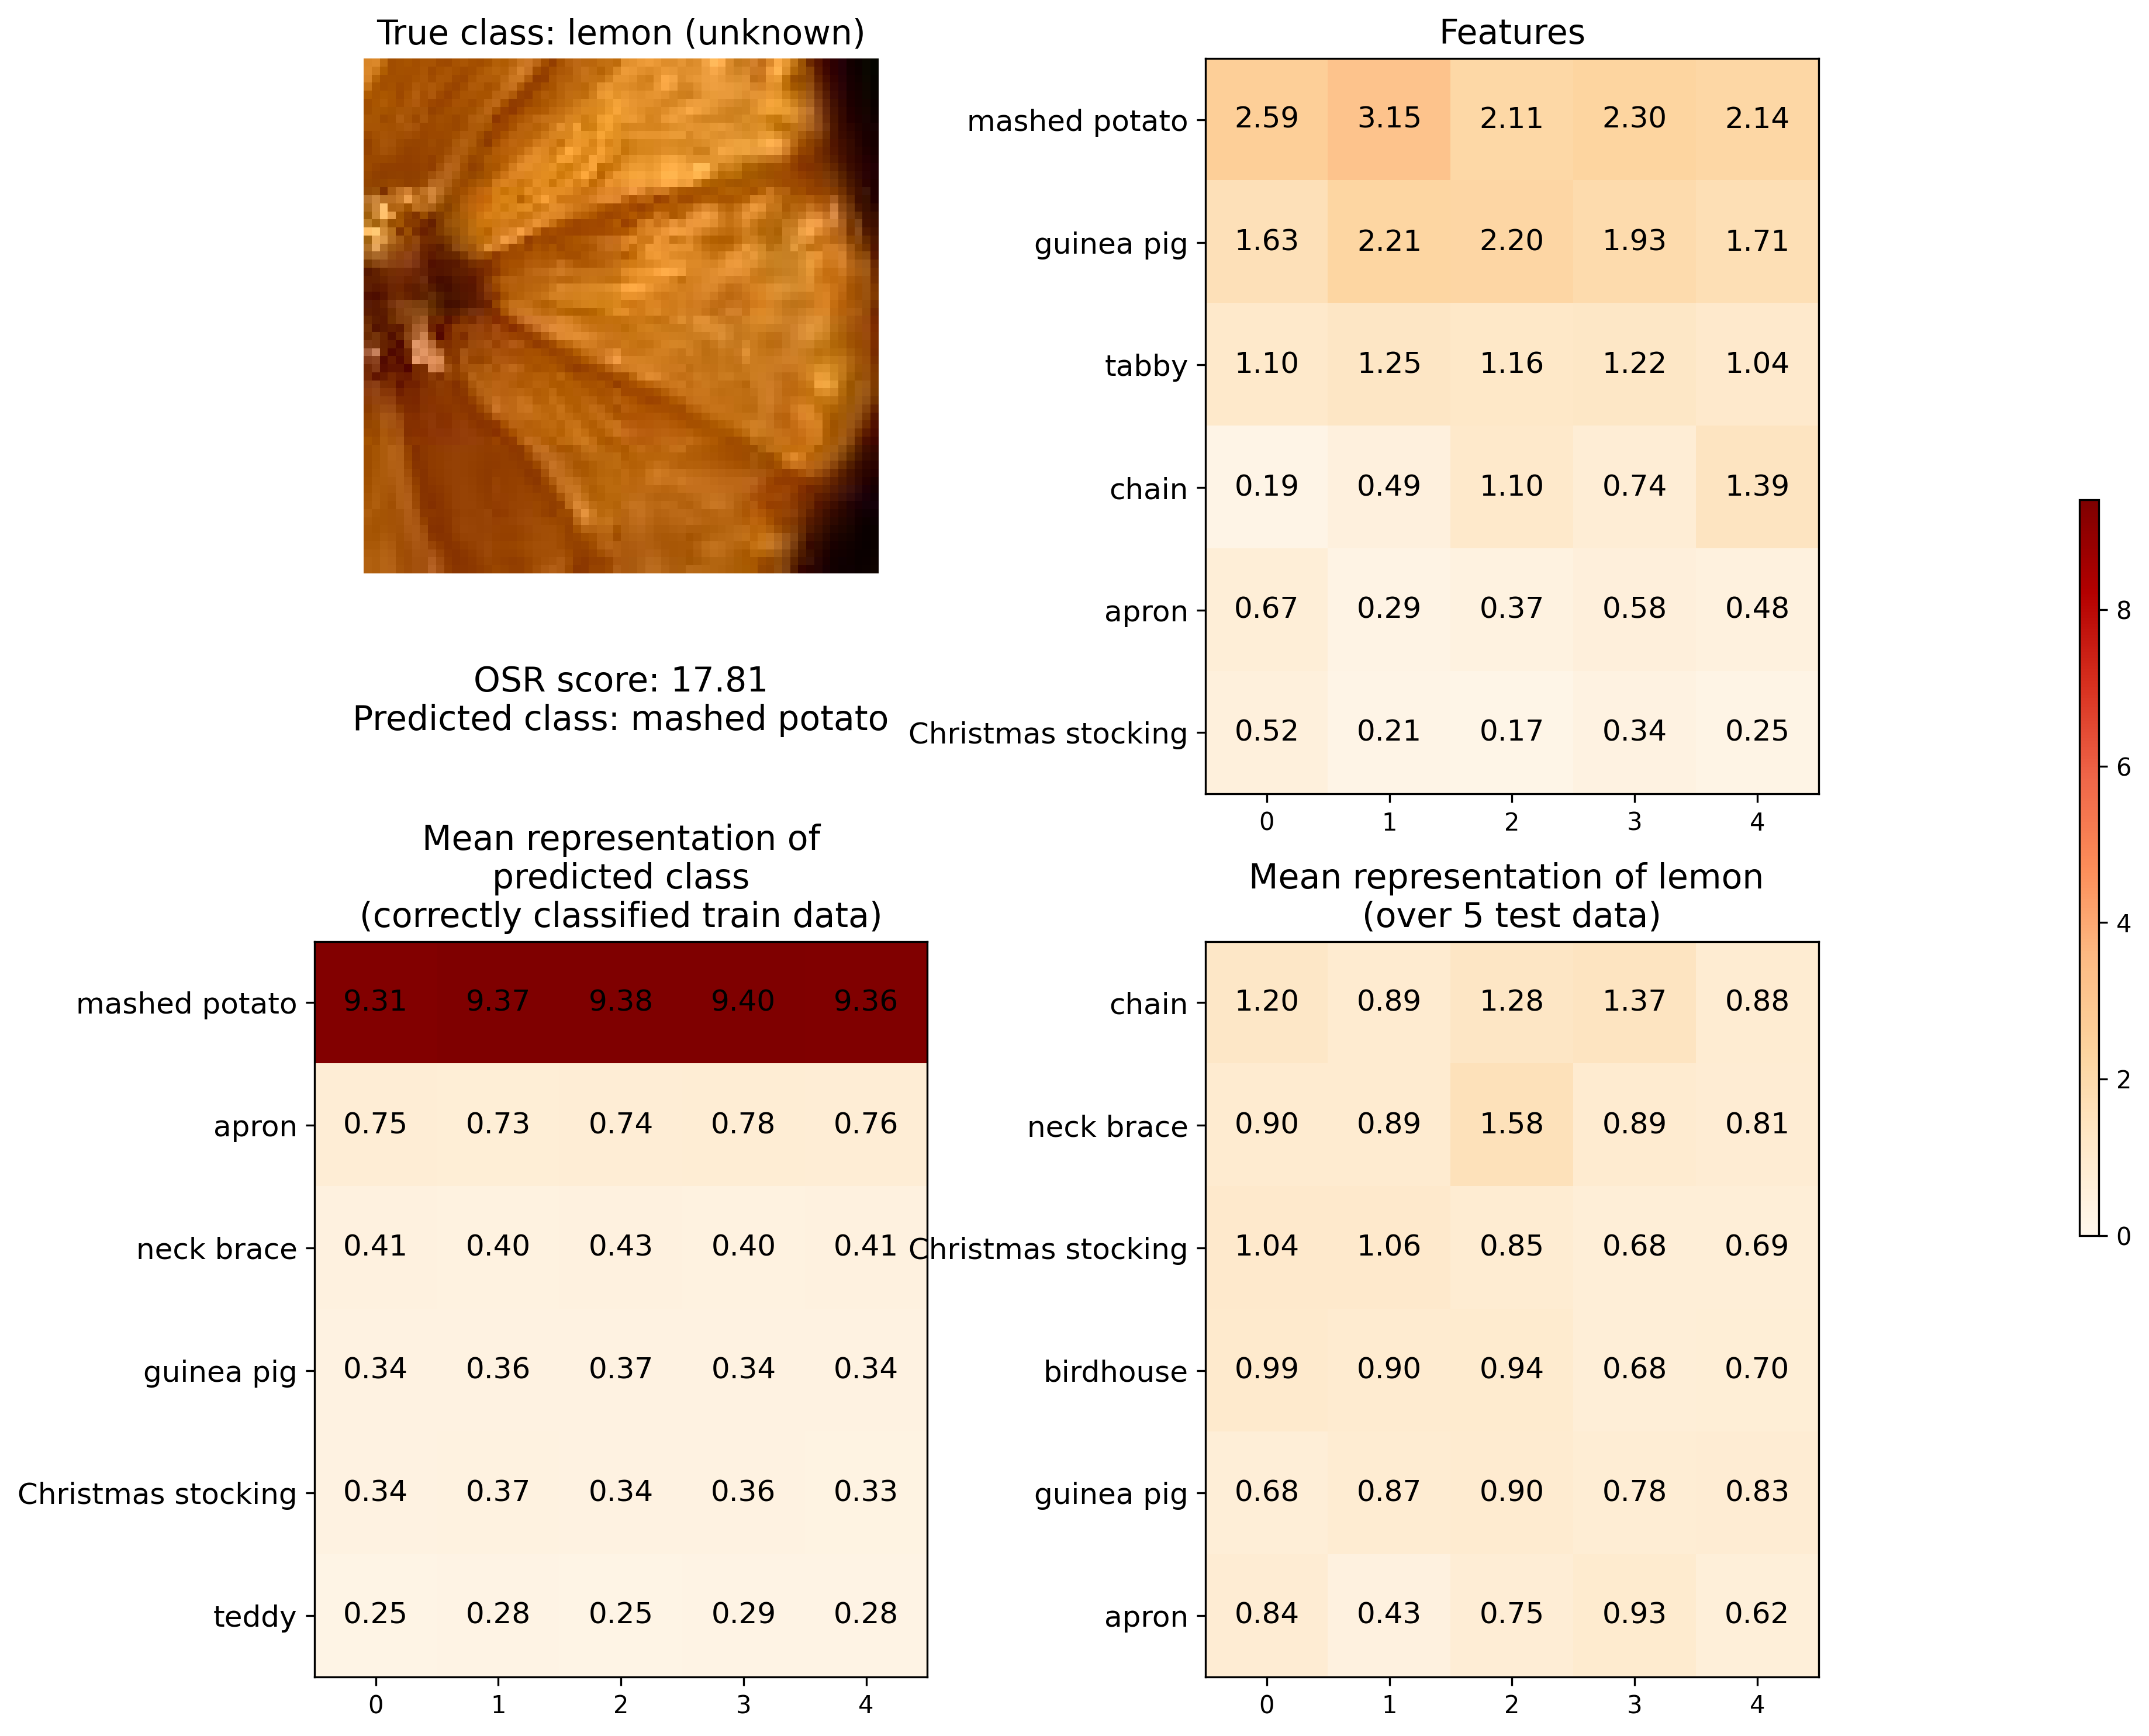 True class: lemon (unknown)
OSR score: 17.81
Predicted class: mashed potato
Features
mashed potato 2.59 3.15 2.11 2.30 2.14
guinea pig 1.63 2.21 2.20 1.93 1.71
tabby 1.10 1.25 1.16 1.22 1.04
chain 0.19 0.49 1.10 0.74 1.39
apron 0.67 0.29 0.37 0.58 0.48
Christmas stocking 0.52 0.21 0.17 0.34 0.25
0 1 2 3 4
Mean representation of
predicted class
(correctly classified train data)
mashed potato 9.31 9.37 9.38 9.40 9.36
apron 0.75 0.73 0.74 0.78 0.76
neck brace 0.41 0.40 0.43 0.40 0.41
guinea pig 0.34 0.36 0.37 0.34 0.34
Christmas stocking 0.34 0.37 0.34 0.36 0.33
teddy 0.25 0.28 0.25 0.29 0.28
0 1 2 3 4
Mean representation of lemon
(over 5 test data)
chain 1.20 0.89 1.28 1.37 0.88
neck brace 0.90 0.89 1.58 0.89 0.81
Christmas stocking 1.04 1.06 0.85 0.68 0.69
birdhouse 0.99 0.90 0.94 0.68 0.70
guinea pig 0.68 0.87 0.90 0.78 0.83
apron 0.84 0.43 0.75 0.93 0.62
0 1 2 3 4
8
6
4
2
0